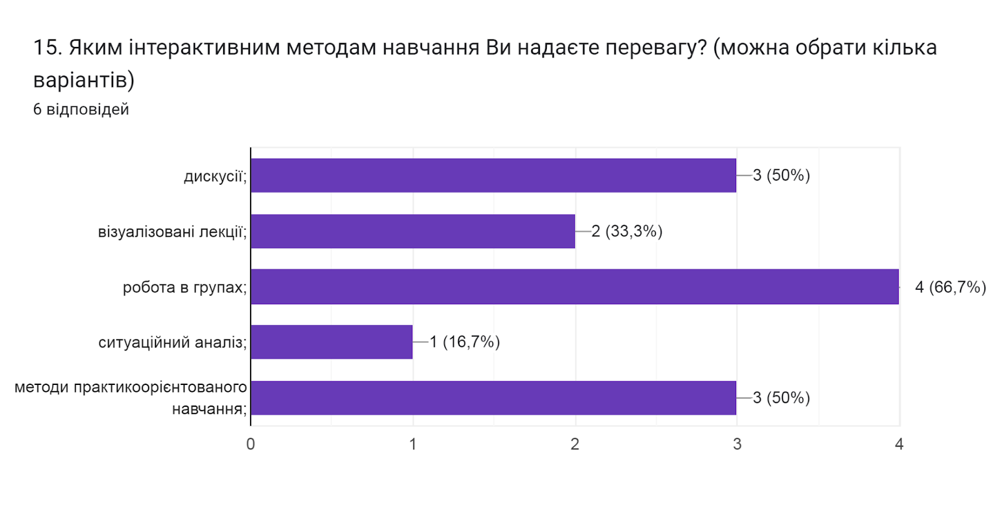 15. Яким інтерактивним методам навчання Ви надаєте перевагу? (можна обрати кілька
варіантів)
6 відповідей
дискусії;
3 (50%)
візуалізовані лекції;
2 (33,3%)
робота в групах;
4 (66,7%)
ситуаційний аналіз;
1 (16,7%)
методи практикоорієнтованого
навчання;
3 (50%)
0 1 2 3 4